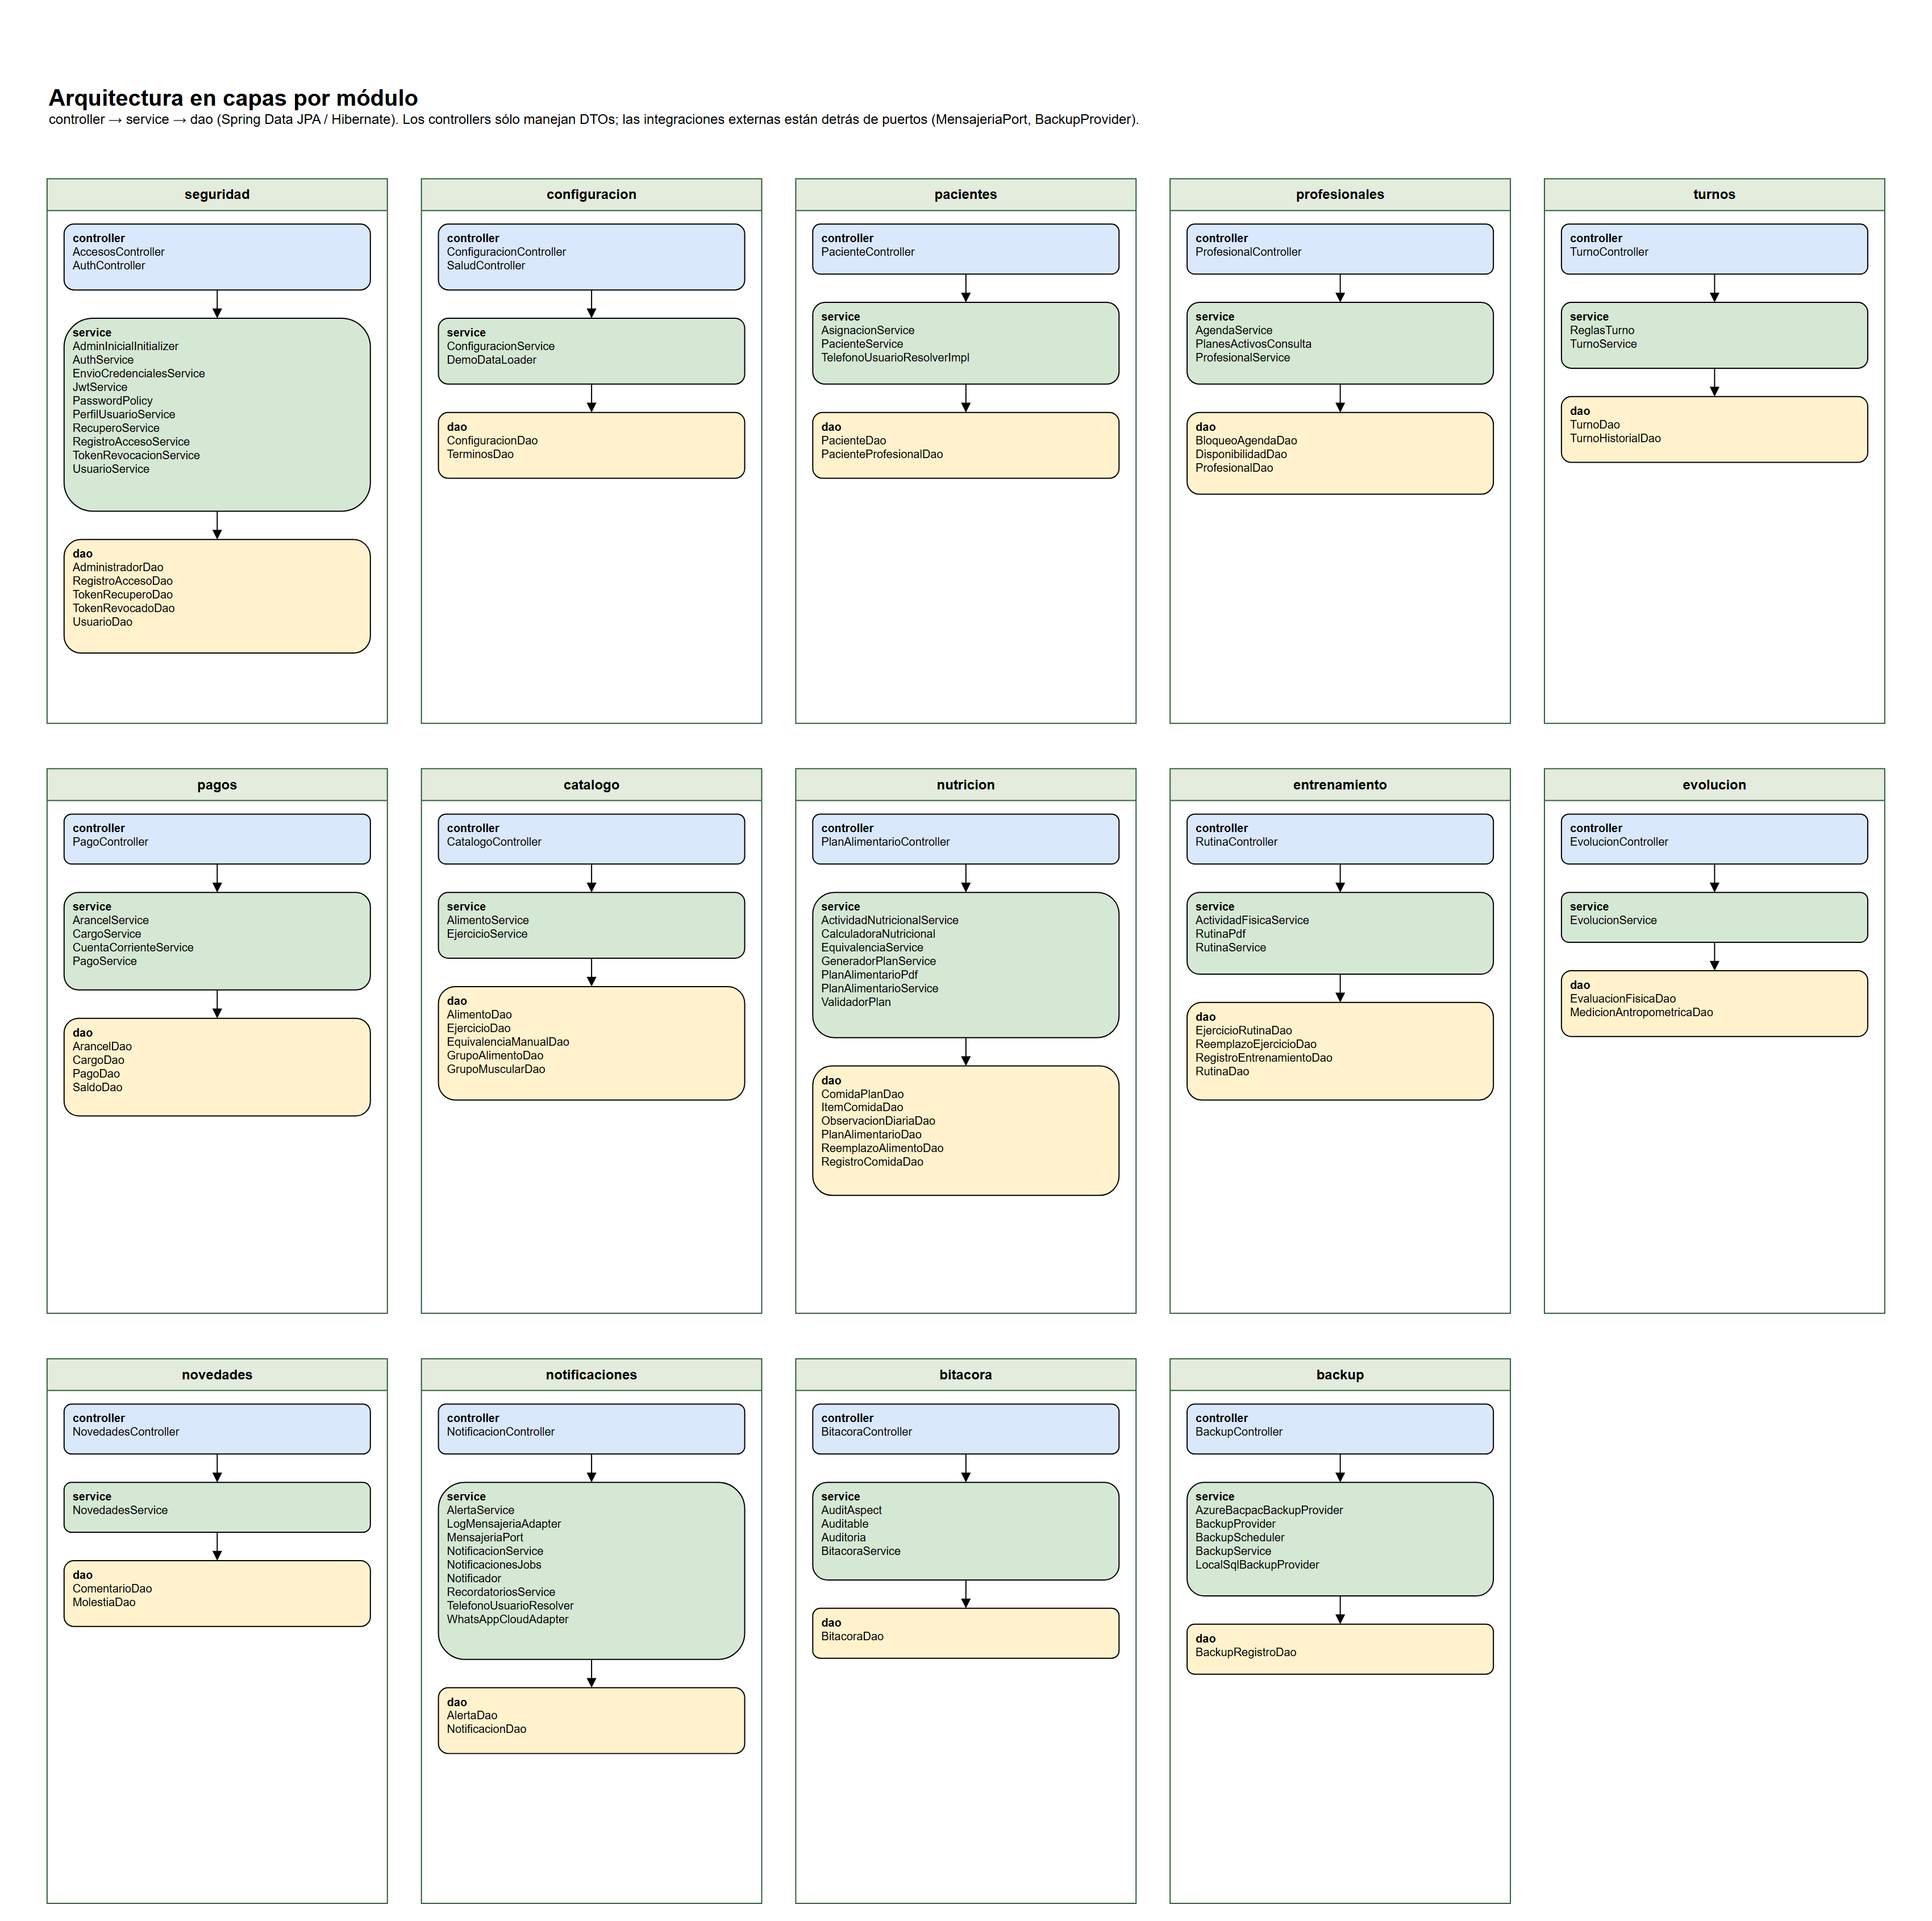 Arquitectura en capas por módulo
controller → service → dao (Spring Data JPA / Hibernate). Los controllers sólo manejan DTOs; las integraciones externas están detrás de puertos (MensajeriaPort, BackupProvider).
seguridad
controller
AccesosController
AuthController
service
AdminInicialInitializer
AuthService
EnvioCredencialesService
JwtService
PasswordPolicy
PerfilUsuarioService
RecuperoService
RegistroAccesoService
TokenRevocacionService
UsuarioService
dao
AdministradorDao
RegistroAccesoDao
TokenRecuperoDao
TokenRevocadoDao
UsuarioDao
configuracion
controller
ConfiguracionController
SaludController
service
ConfiguracionService
DemoDataLoader
dao
ConfiguracionDao
TerminosDao
pacientes
controller
PacienteController
service
AsignacionService
PacienteService
TelefonoUsuarioResolverImpl
dao
PacienteDao
PacienteProfesionalDao
profesionales
controller
ProfesionalController
service
AgendaService
PlanesActivosConsulta
ProfesionalService
dao
BloqueoAgendaDao
DisponibilidadDao
ProfesionalDao
turnos
controller
TurnoController
service
ReglasTurno
TurnoService
dao
TurnoDao
TurnoHistorialDao
pagos
controller
PagoController
service
ArancelService
CargoService
CuentaCorrienteService
PagoService
dao
ArancelDao
CargoDao
PagoDao
SaldoDao
catalogo
controller
CatalogoController
service
AlimentoService
EjercicioService
dao
AlimentoDao
EjercicioDao
EquivalenciaManualDao
GrupoAlimentoDao
GrupoMuscularDao
nutricion
controller
PlanAlimentarioController
service
ActividadNutricionalService
CalculadoraNutricional
EquivalenciaService
GeneradorPlanService
PlanAlimentarioPdf
PlanAlimentarioService
ValidadorPlan
dao
ComidaPlanDao
ItemComidaDao
ObservacionDiariaDao
PlanAlimentarioDao
ReemplazoAlimentoDao
RegistroComidaDao
entrenamiento
controller
RutinaController
service
ActividadFisicaService
RutinaPdf
RutinaService
dao
EjercicioRutinaDao
ReemplazoEjercicioDao
RegistroEntrenamientoDao
RutinaDao
evolucion
controller
EvolucionController
service
EvolucionService
dao
EvaluacionFisicaDao
MedicionAntropometricaDao
novedades
controller
NovedadesController
service
NovedadesService
dao
ComentarioDao
MolestiaDao
notificaciones
controller
NotificacionController
service
AlertaService
LogMensajeriaAdapter
MensajeriaPort
NotificacionService
NotificacionesJobs
Notificador
RecordatoriosService
TelefonoUsuarioResolver
WhatsAppCloudAdapter
dao
AlertaDao
NotificacionDao
bitacora
controller
BitacoraController
service
AuditAspect
Auditable
Auditoria
BitacoraService
dao
BitacoraDao
backup
controller
BackupController
service
AzureBacpacBackupProvider
BackupProvider
BackupScheduler
BackupService
LocalSqlBackupProvider
dao
BackupRegistroDao